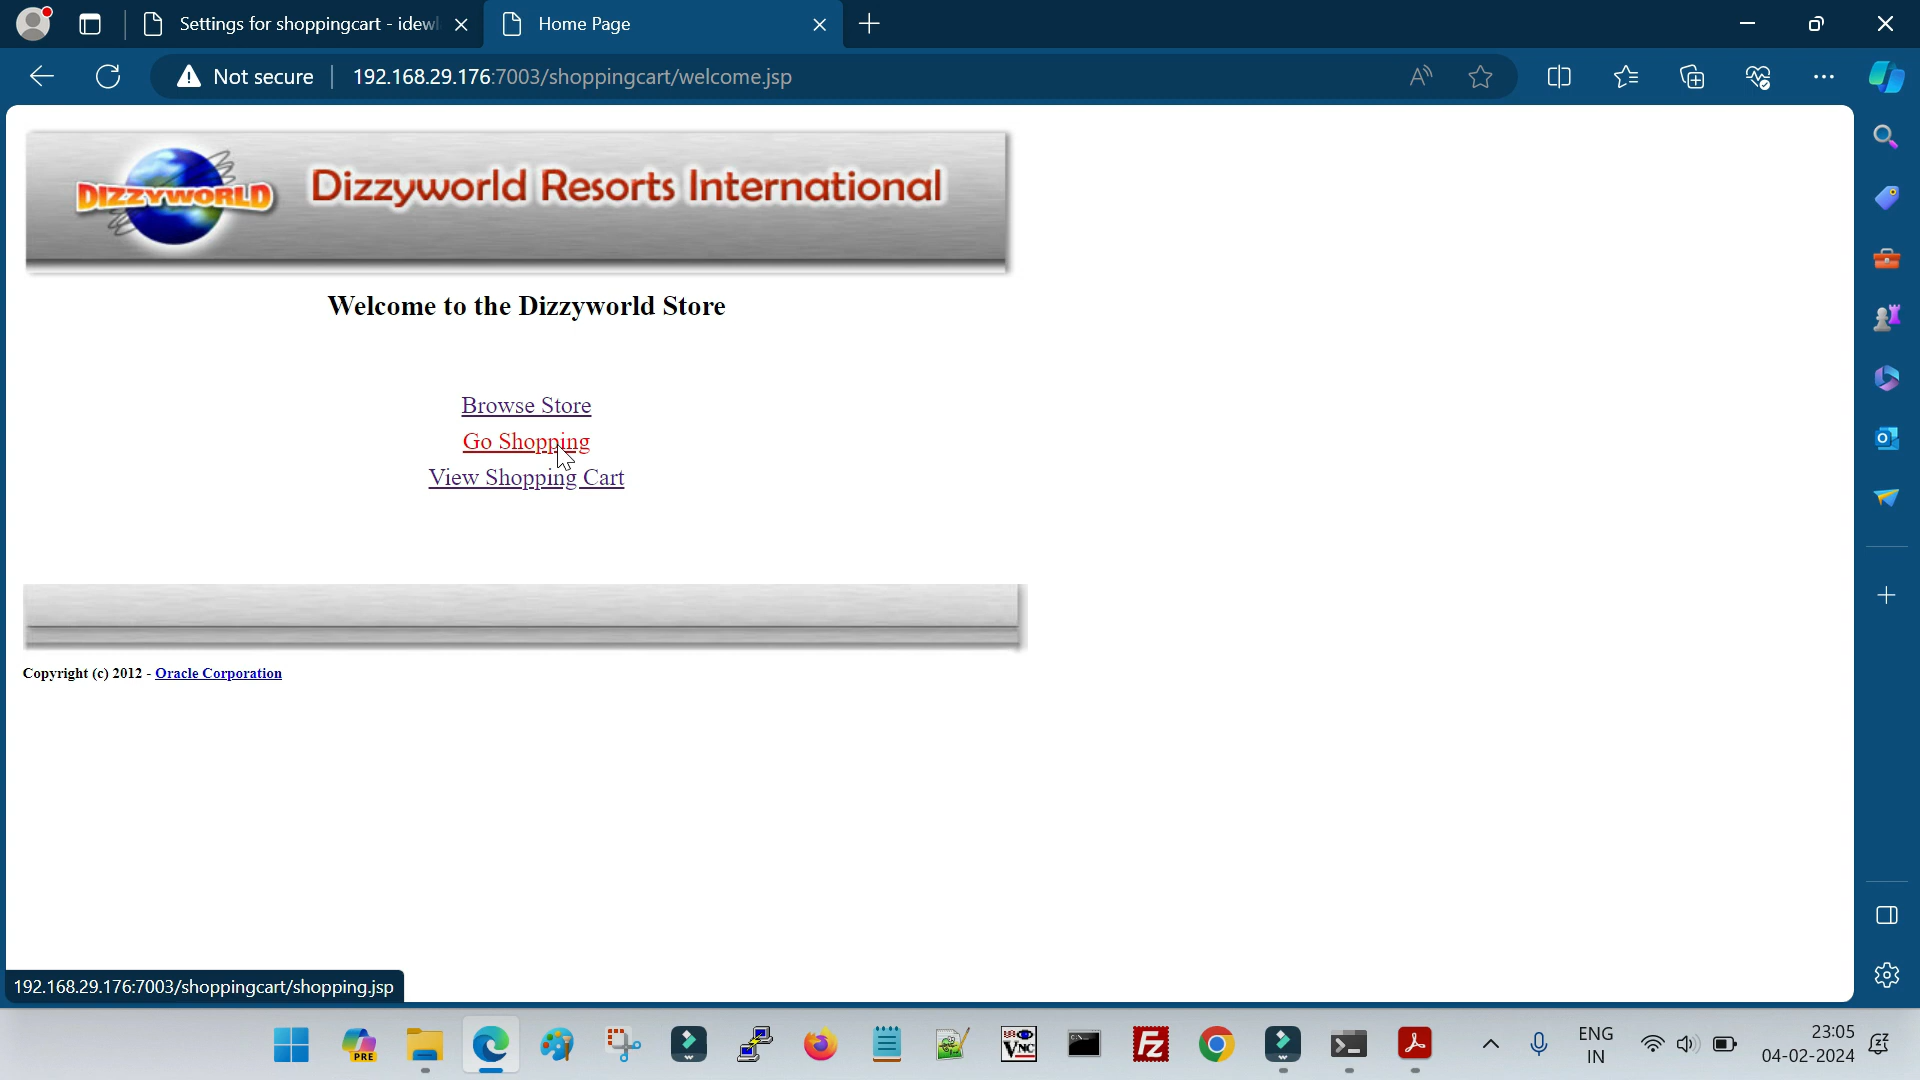 Settings for shoppingcart - idewl
Home Page
Not secure
192.168.29.176:7003/shoppingcart/welcome.jsp
DIZZYWORLD
Dizzyworld Resorts International
Welcome to the Dizzyworld Store
Browse Store
Go Shopping
View Shopping Cart
Copyright (c) 2012 - Oracle Corporation
192.168.29.176:7003/shoppingcart/shopping.jsp
PRE
VNC
ENG
IN
23:05
04-02-2024